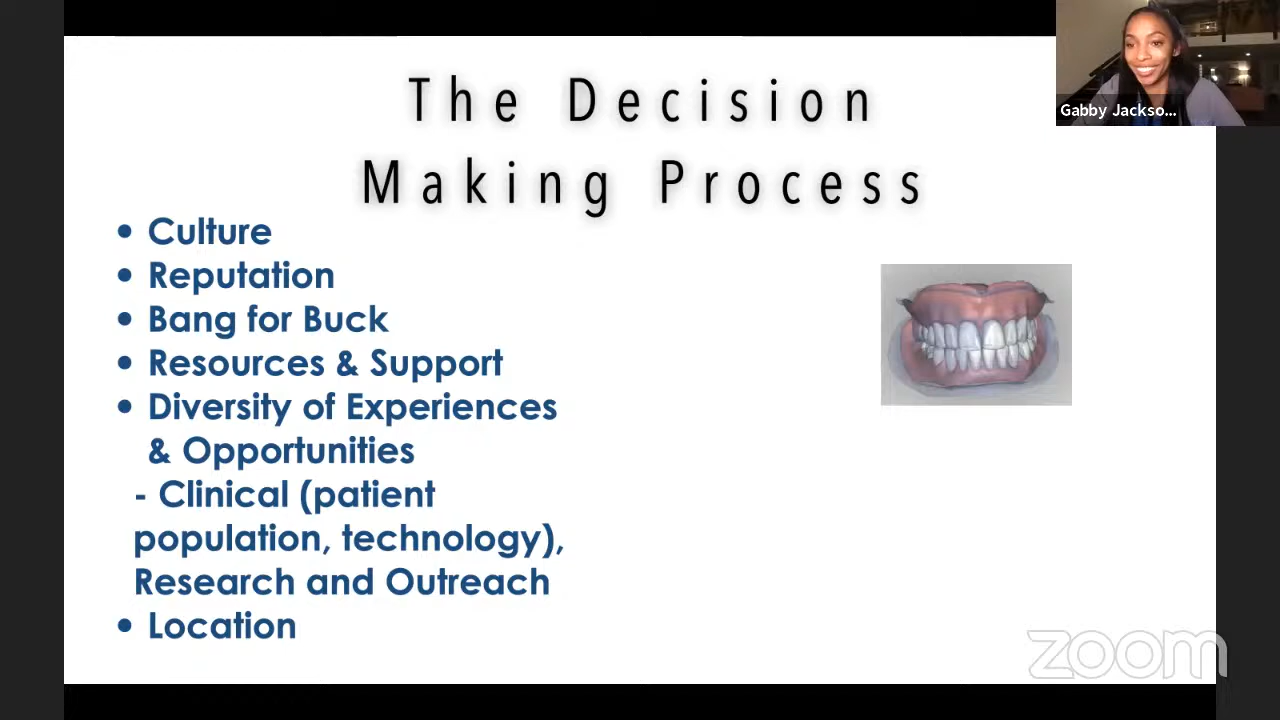 The Decision
Making Process
Gabby Jackso...
• Culture
• Reputation
• Bang for Buck
• Resources & Support
• Diversity of Experiences
& Opportunities
- Clinical (patient
population, technology),
Research and Outreach
• Location
zoom